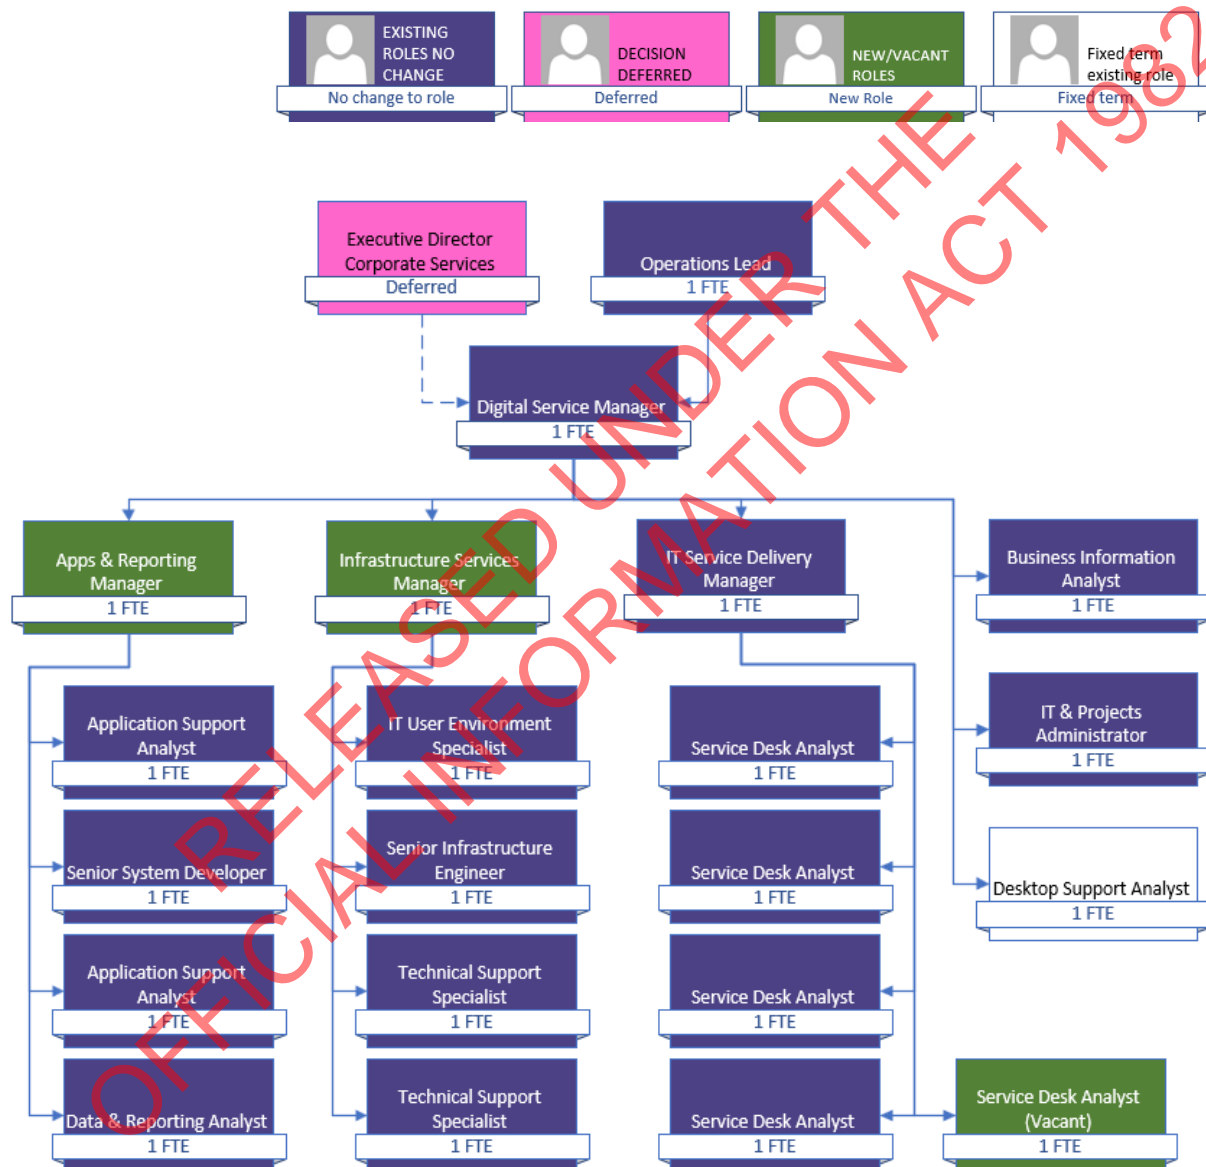 EXISTING
ROLES NO
CHANGE
No change to role
DECISION
DEFERRED
Deferred
NEW/VACANT
ROLES
New Role
Fixed term
existing role
Fixed term
Executive Director
Corporate Services
Deferred
Operations Lead
1 FTE
Digital Service Manager
1 FTE
Apps & Reporting
Manager
1 FTE
Infrastructure Services
Manager
1 FTE
IT Service Delivery
Manager
1 FTE
Business Information
Analyst
1 FTE
Application Support
Analyst
1 FTE
IT User Environment
Specialist
1 FTE
Service Desk Analyst
1 FTE
IT & Projects
Administrator
1 FTE
Senior System Developer
1 FTE
Senior Infrastructure
Engineer
1 FTE
Service Desk Analyst
1 FTE
Desktop Support Analyst
1 FTE
Application Support
Analyst
1 FTE
Technical Support
Specialist
1 FTE
Service Desk Analyst
1 FTE
Data & Reporting Analyst
1 FTE
Technical Support
Specialist
1 FTE
Service Desk Analyst
1 FTE
Service Desk Analyst
(Vacant)
1 FTE
RELEASED UNDER THE
OFFICIAL INFORMATION ACT 1982